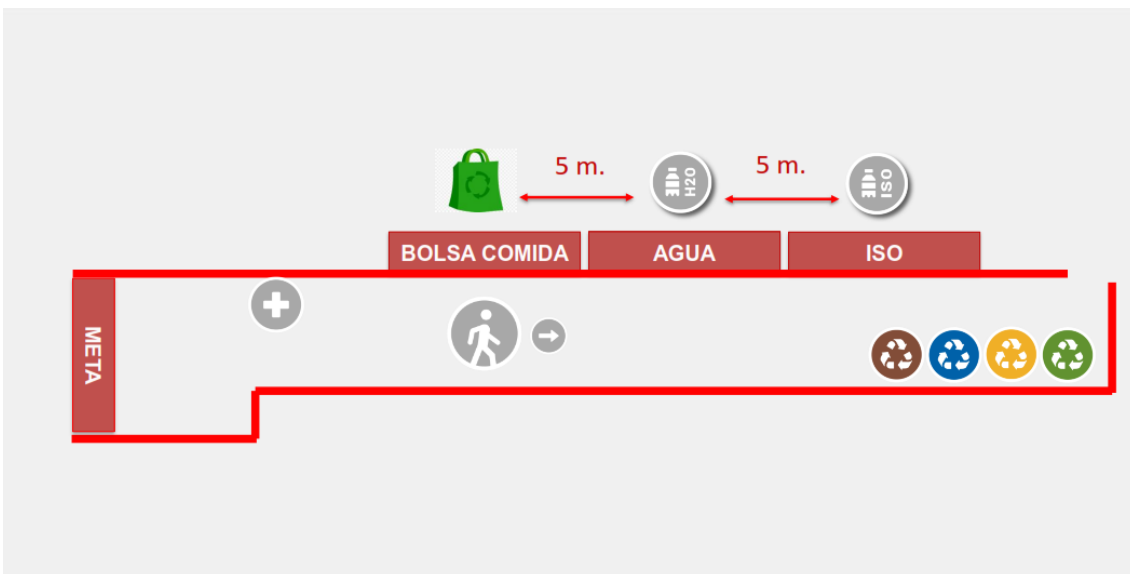 5 m.
5 m.
H2O
ISO
BOLSA COMIDA
AGUA
ISO
META